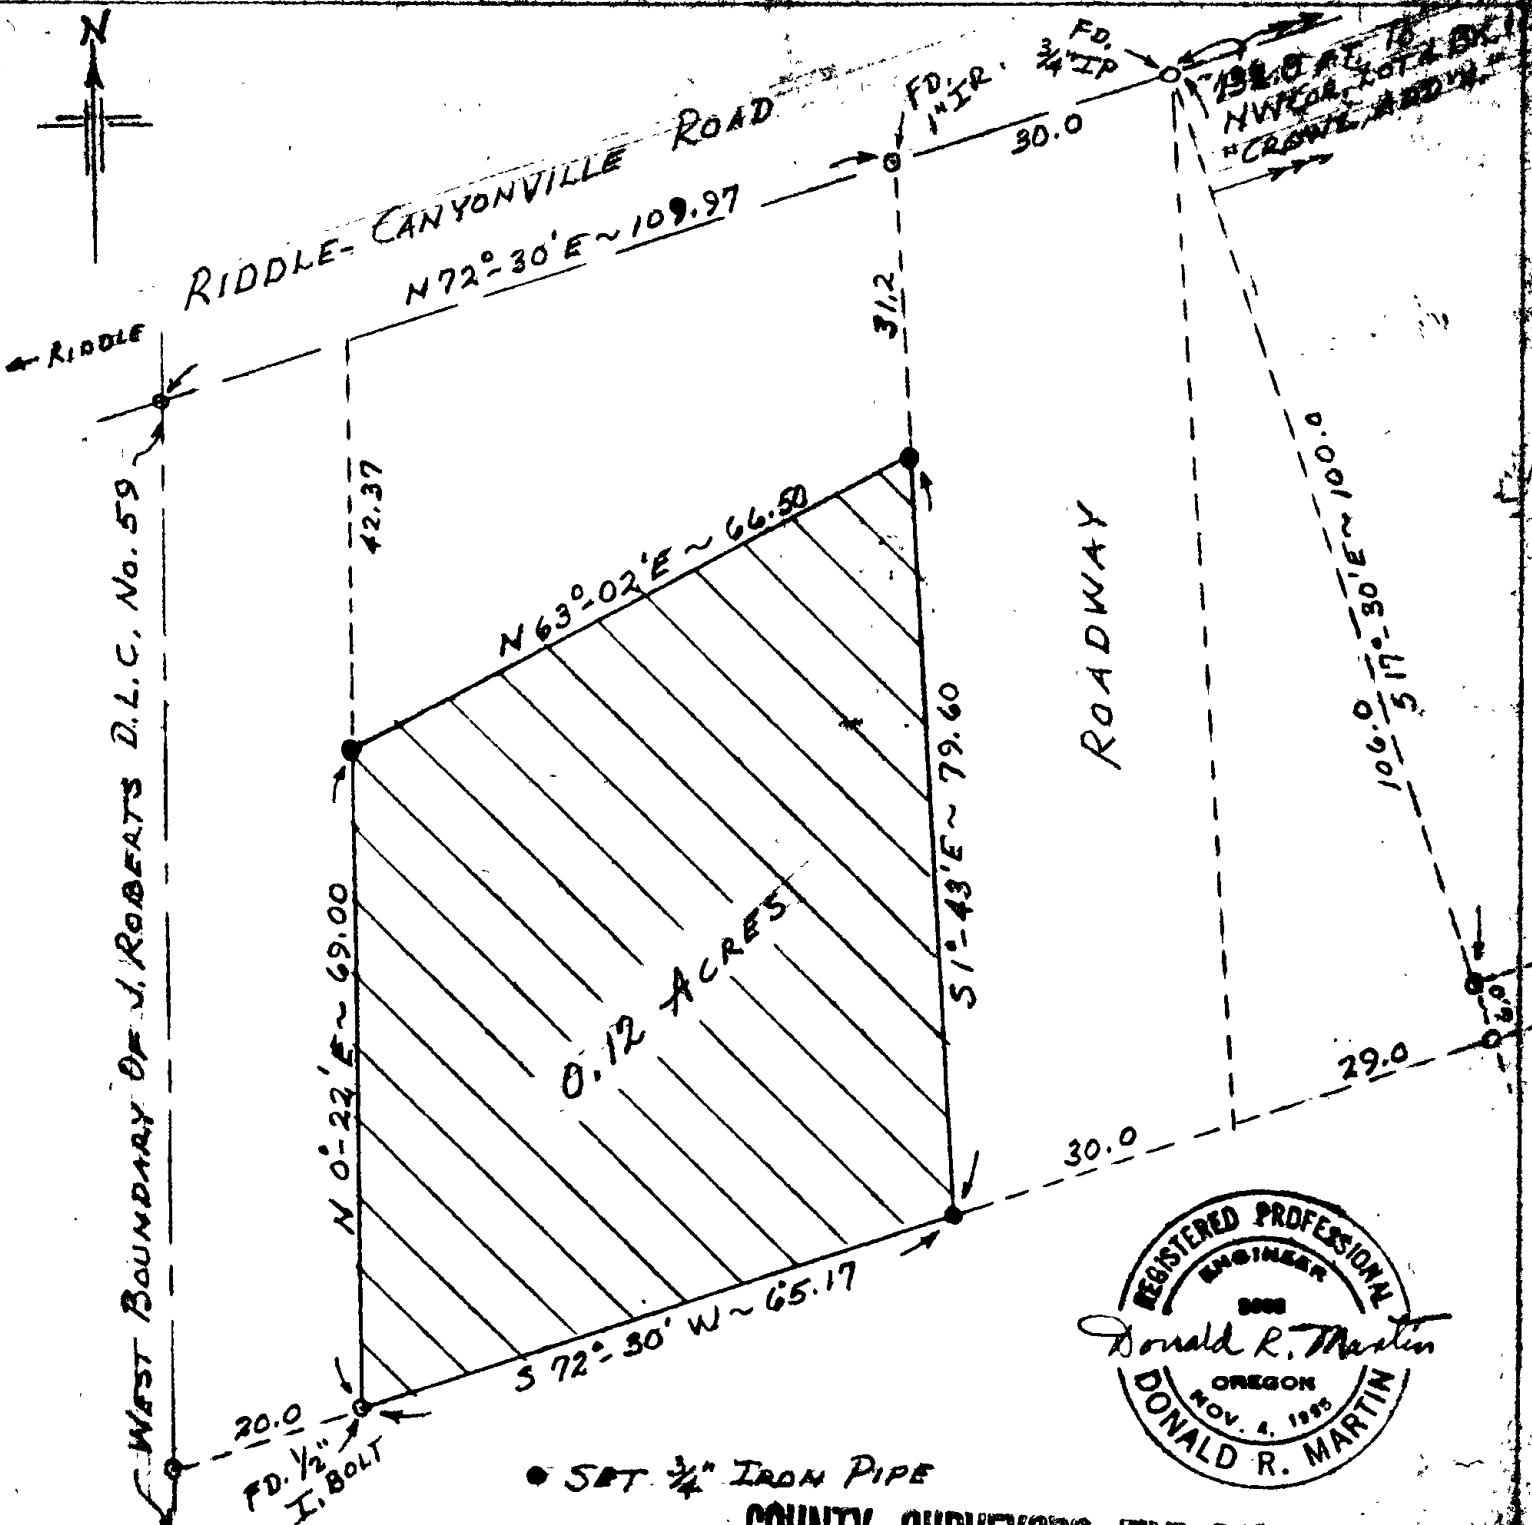 N
FD.
3/4" IP
FD.
1" IR.
NW COR. LOT 4 BK.
"CROWE ADD'N."
30.0
RIDDLE-CANYONVILLE ROAD
N 72°-30' E ~ 109.97
← RIDDLE
31.2
42.37
N 63°-02' E ~ 66.50
WEST BOUNDARY OF J. ROBERTS D.L.C. No. 59
ROADWAY
S 17°-30' E ~ 100.0
106.0
S 1°-43' E ~ 79.60
N 0°-22' E ~ 69.00
0.12 ACRES
6.0
29.0
30.0
S 72°-30' W ~ 65.17
20.0
FD. 1/2"
I. BOLT
REGISTERED PROFESSIONAL
ENGINEER
Donald R. Martin
OREGON
NOV. 4, 1955
DONALD R. MARTIN
● SET 3/4" IRON PIPE